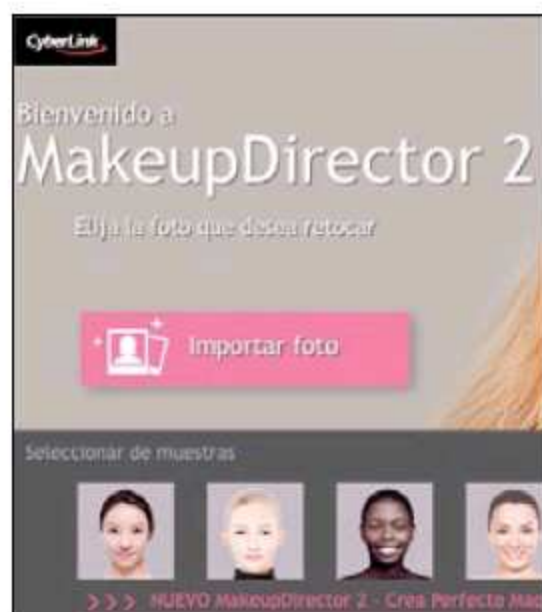 CyberLink
Bienvenido a
MakeupDirector 2
Elija la foto que desea retocar
Importar foto
Seleccionar de muestras
>>> NUEVO MakeupDirector 2 - Crea Perfecto Maq